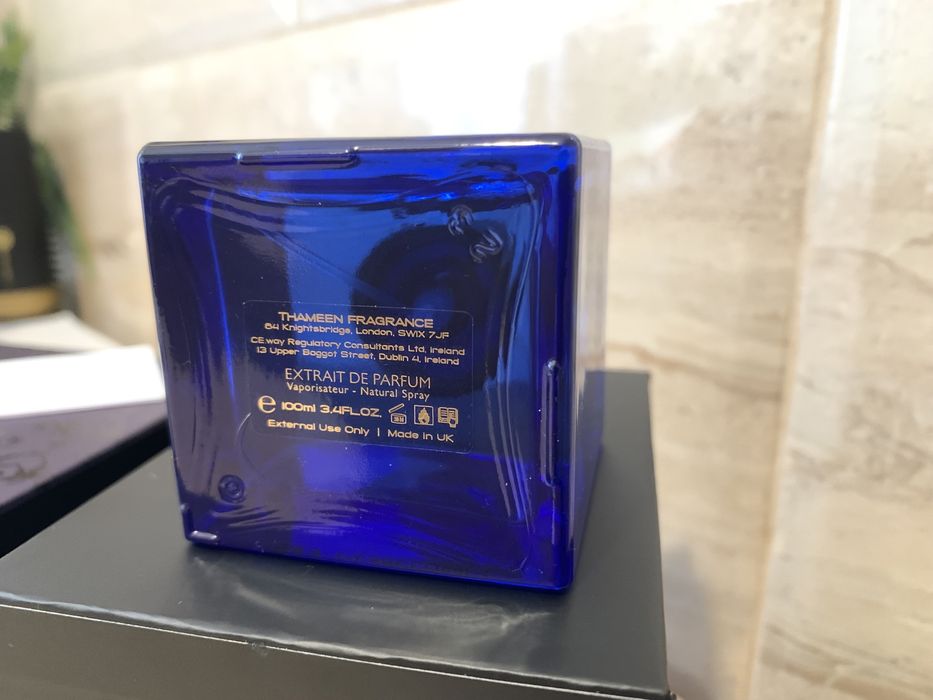 THAMEEN FRAGRANCE
64 Knightsbridge, London, SW1X 7JF
CE.way Regulatory Consultants Ltd, Ireland
13 Upper Baggot Street, Dublin 4, Ireland
EXTRAIT DE PARFUM
Vaporisateur - Natural Spray
e 100ml 3.4FL.OZ.
External Use Only | Made in UK